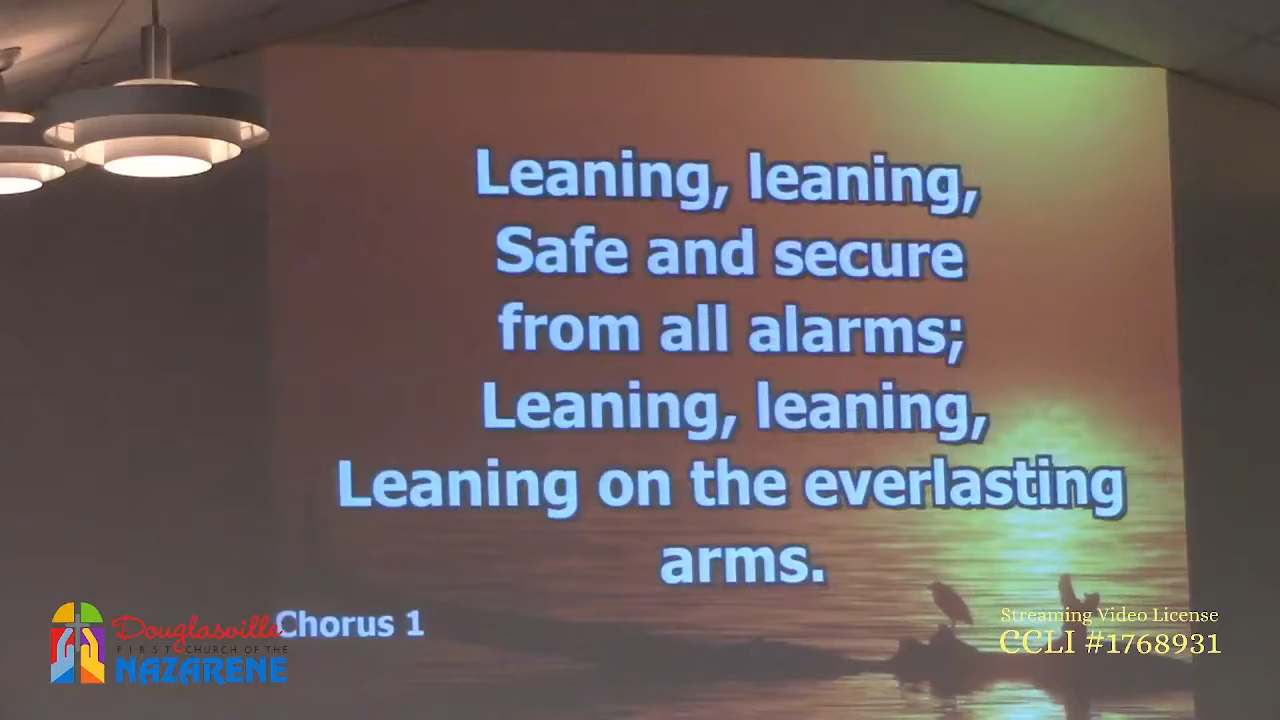 Leaning, leaning,
Safe and secure
from all alarms;
Leaning, leaning,
Leaning on the everlasting
arms.
Chorus 1
Douglasville
FIRST CHURCH OF THE
NAZARENE
Streaming Video License
CCLI #1768931